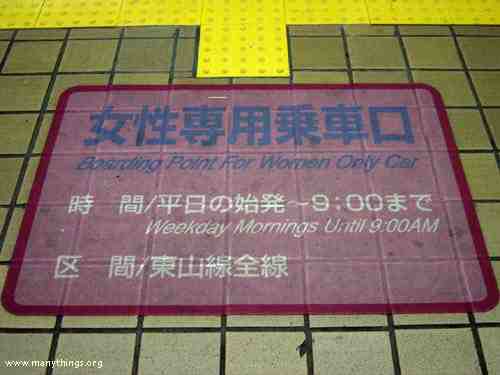 女性専用乗車口
Boarding Point For Women Only Car
時 間/平日の始発～9:00まで
Weekday Mornings Until 9:00AM
区 間/東山線全線
www.manythings.org